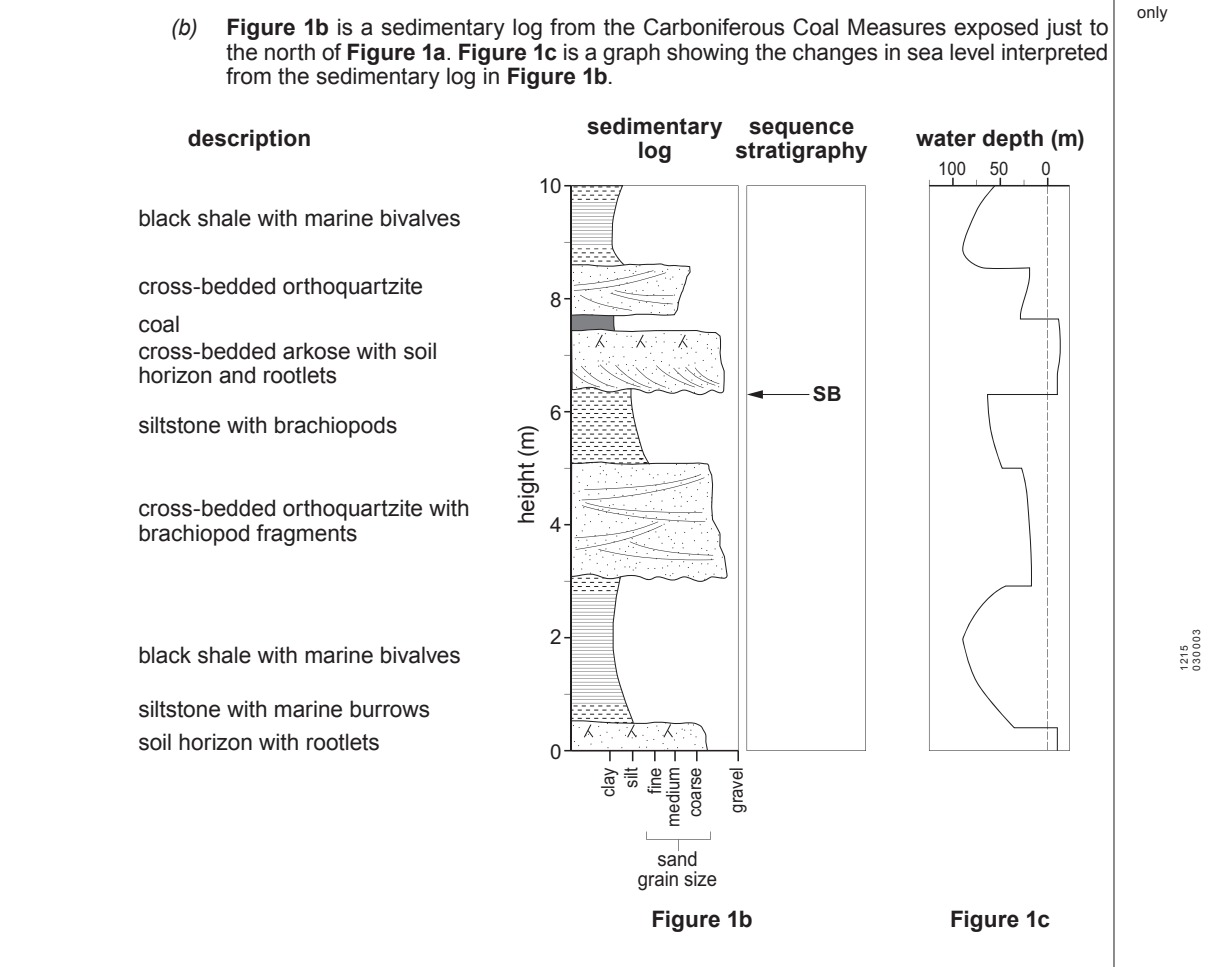 only
(b) Figure 1b is a sedimentary log from the Carboniferous Coal Measures exposed just to
the north of Figure 1a. Figure 1c is a graph showing the changes in sea level interpreted
from the sedimentary log in Figure 1b.
description
sedimentary
log
sequence
stratigraphy
water depth (m)
100 50 0
10
black shale with marine bivalves
cross-bedded orthoquartzite
8
coal
cross-bedded arkose with soil
horizon and rootlets
SB
6
siltstone with brachiopods
height (m)
cross-bedded orthoquartzite with
brachiopod fragments
4
2
black shale with marine bivalves
siltstone with marine burrows
soil horizon with rootlets
0
clay
silt
fine
medium
coarse
gravel
sand
grain size
Figure 1b
Figure 1c
1215
030003